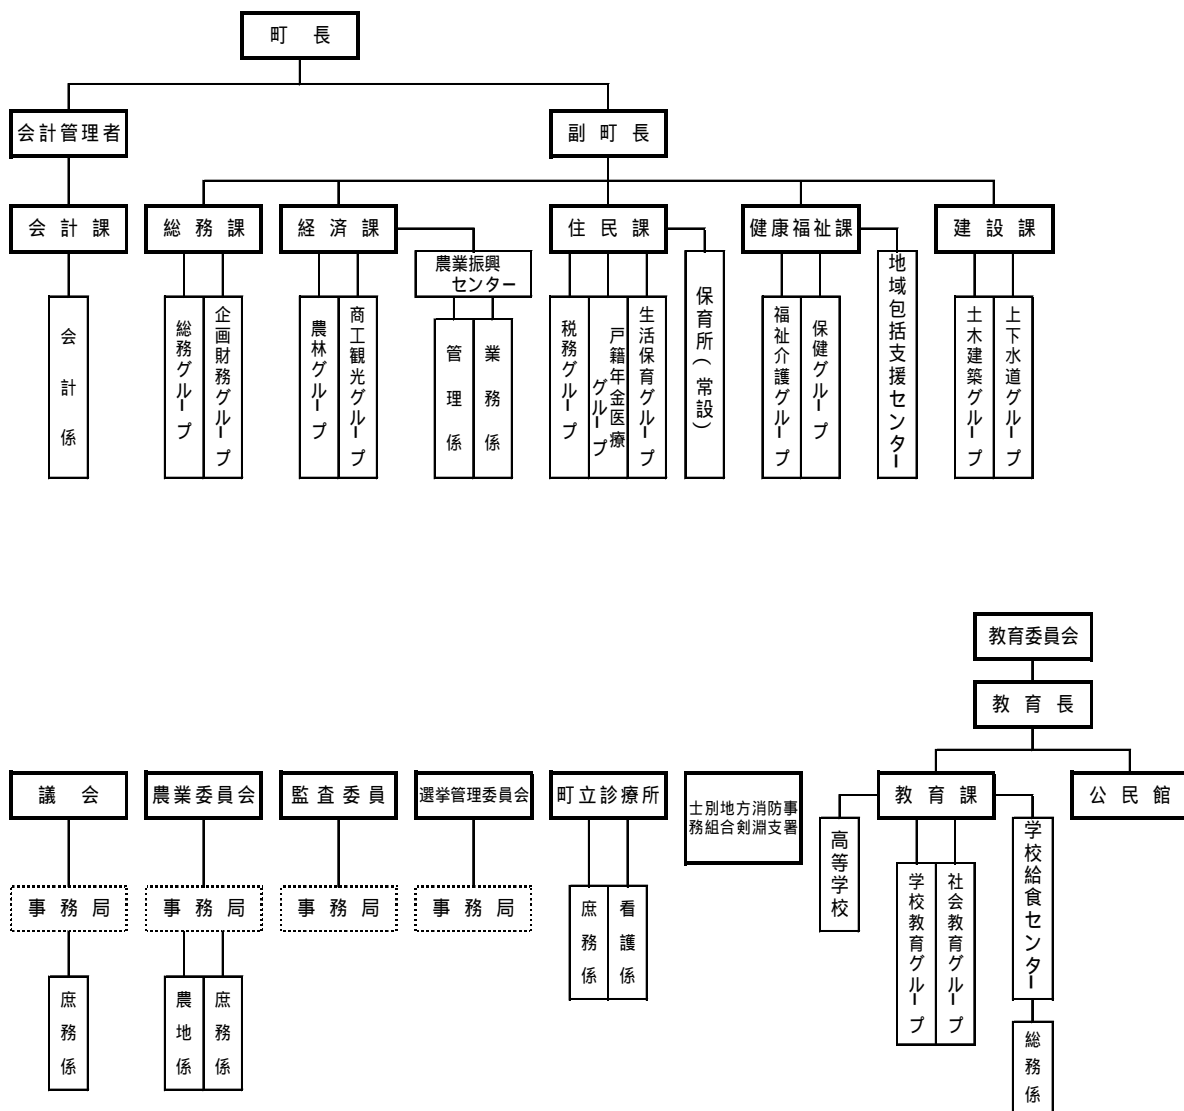 町長
会計管理者
副町長
会計課
総務課
経済課
住民課
健康福祉課
建設課
農業振興
センター
会計係
総務グループ
企画財務グループ
農林グループ
商工観光グループ
管理係
業務係
税務グループ
戸籍年金医療
グループ
生活保育グループ
保育所(常設)
福祉介護グループ
保健グループ
地域包括支援センター
土木建築グループ
上下水道グループ
教育委員会
教育長
議会
農業委員会
監査委員
選挙管理委員会
町立診療所
士別地方消防事
務組合剣淵支署
教育課
公民館
事務局
事務局
事務局
事務局
庶務係
看護係
高等学校
学校教育グループ
社会教育グループ
学校給食センター
庶務係
農地係
庶務係
総務係